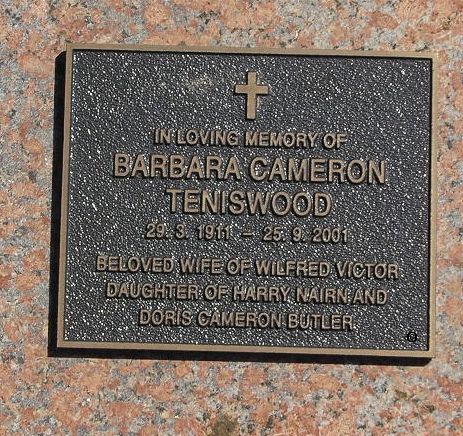 IN LOVING MEMORY OF
BARBARA CAMERON
TENISWOOD
29. 3. 1911 – 25. 9. 2001
BELOVED WIFE OF WILFRED VICTOR
DAUGHTER OF HARRY NAIRN AND
DORIS CAMERON BUTLER